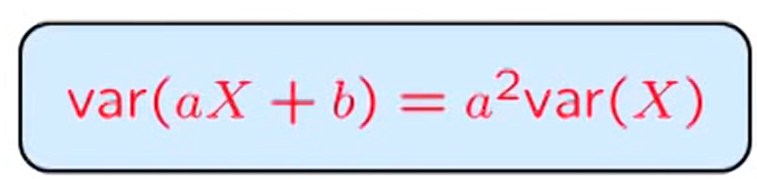 var(aX + b) = a²var(X)